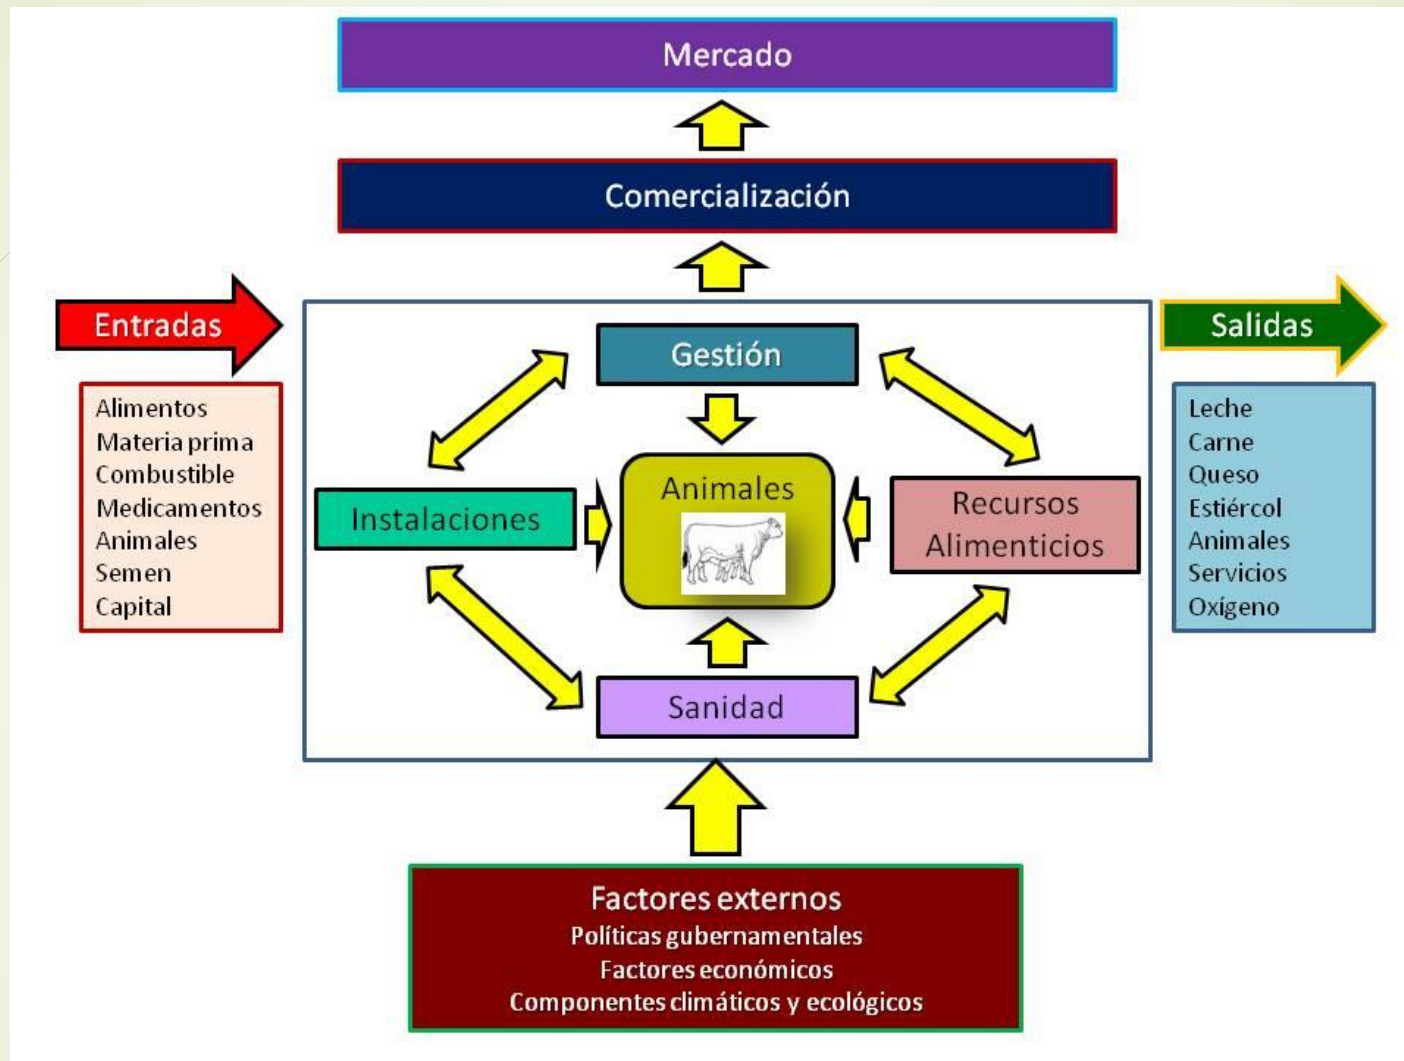 Mercado
Comercialización
Entradas
Alimentos
Materia prima
Combustible
Medicamentos
Animales
Semen
Capital
Gestión
Instalaciones
Animales
Recursos
Alimenticios
Sanidad
Salidas
Leche
Carne
Queso
Estiércol
Animales
Servicios
Oxígeno
Factores externos
Políticas gubernamentales
Factores económicos
Componentes climáticos y ecológicos